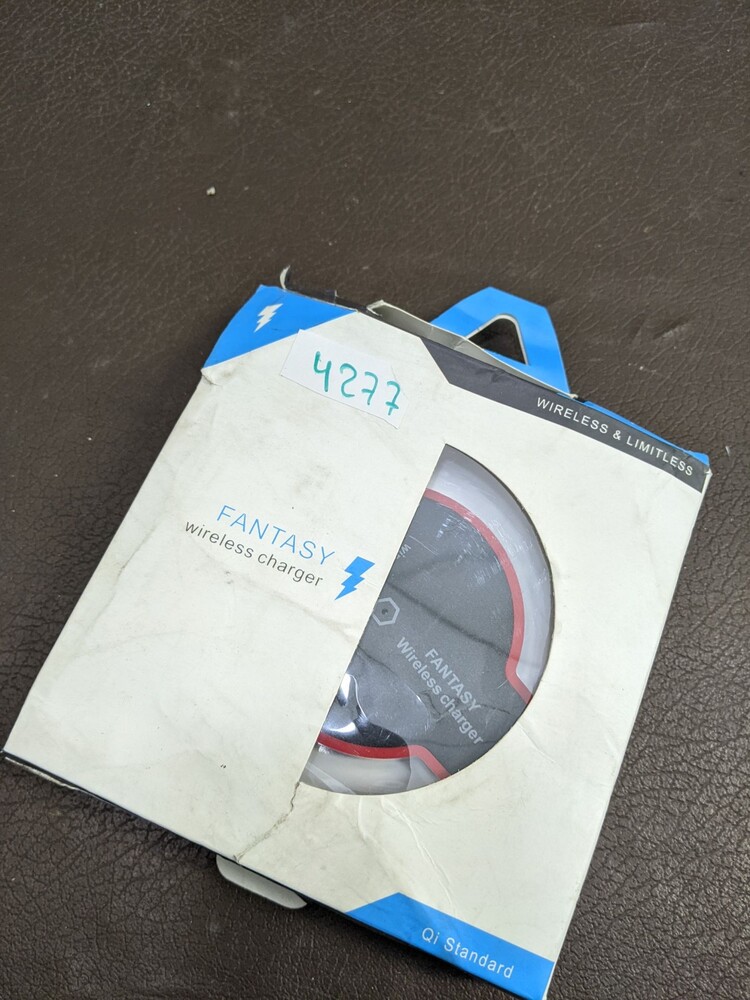 4277
WIRELESS & LIMITLESS
FANTASY
wireless charger
FANTASY
Wireless charger
Qi Standard